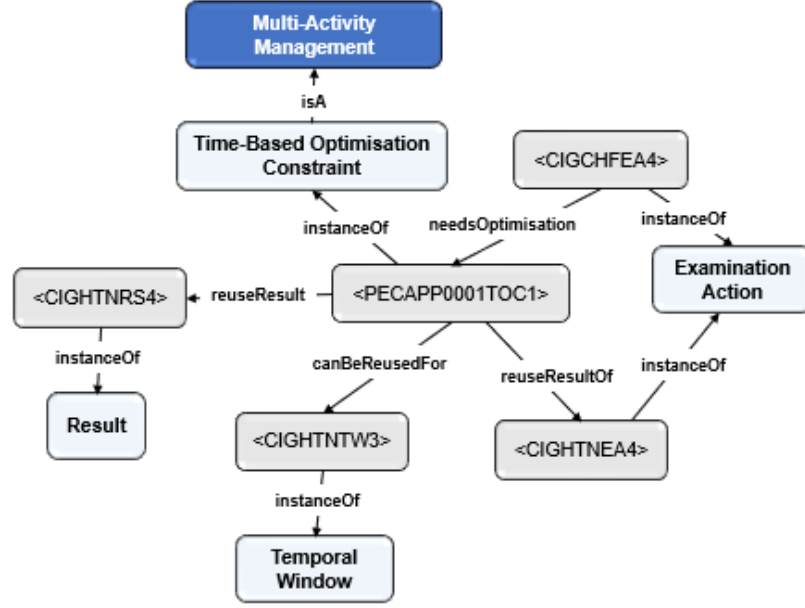 Multi-Activity
Management
isA
Time-Based Optimisation
Constraint
<CIGCHFEA4>
instanceOf
needsOptimisation
instanceOf
Examination
Action
<CIGHTNRS4>
reuseResult
<PECAPP0001TOC1>
instanceOf
canBeReusedFor
reuseResultOf
instanceOf
Result
<CIGHTNTW3>
<CIGHTNEA4>
instanceOf
Temporal
Window